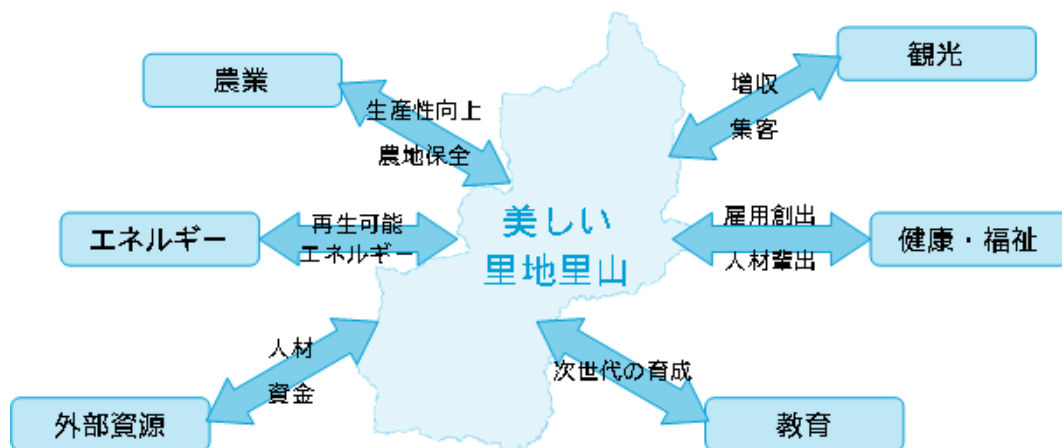 農業
生産性向上
農地保全
観光
増収
集客
エネルギー
再生可能
エネルギー
美しい
里地里山
雇用創出
人材輩出
健康・福祉
人材
資金
外部資源
次世代の育成
教育